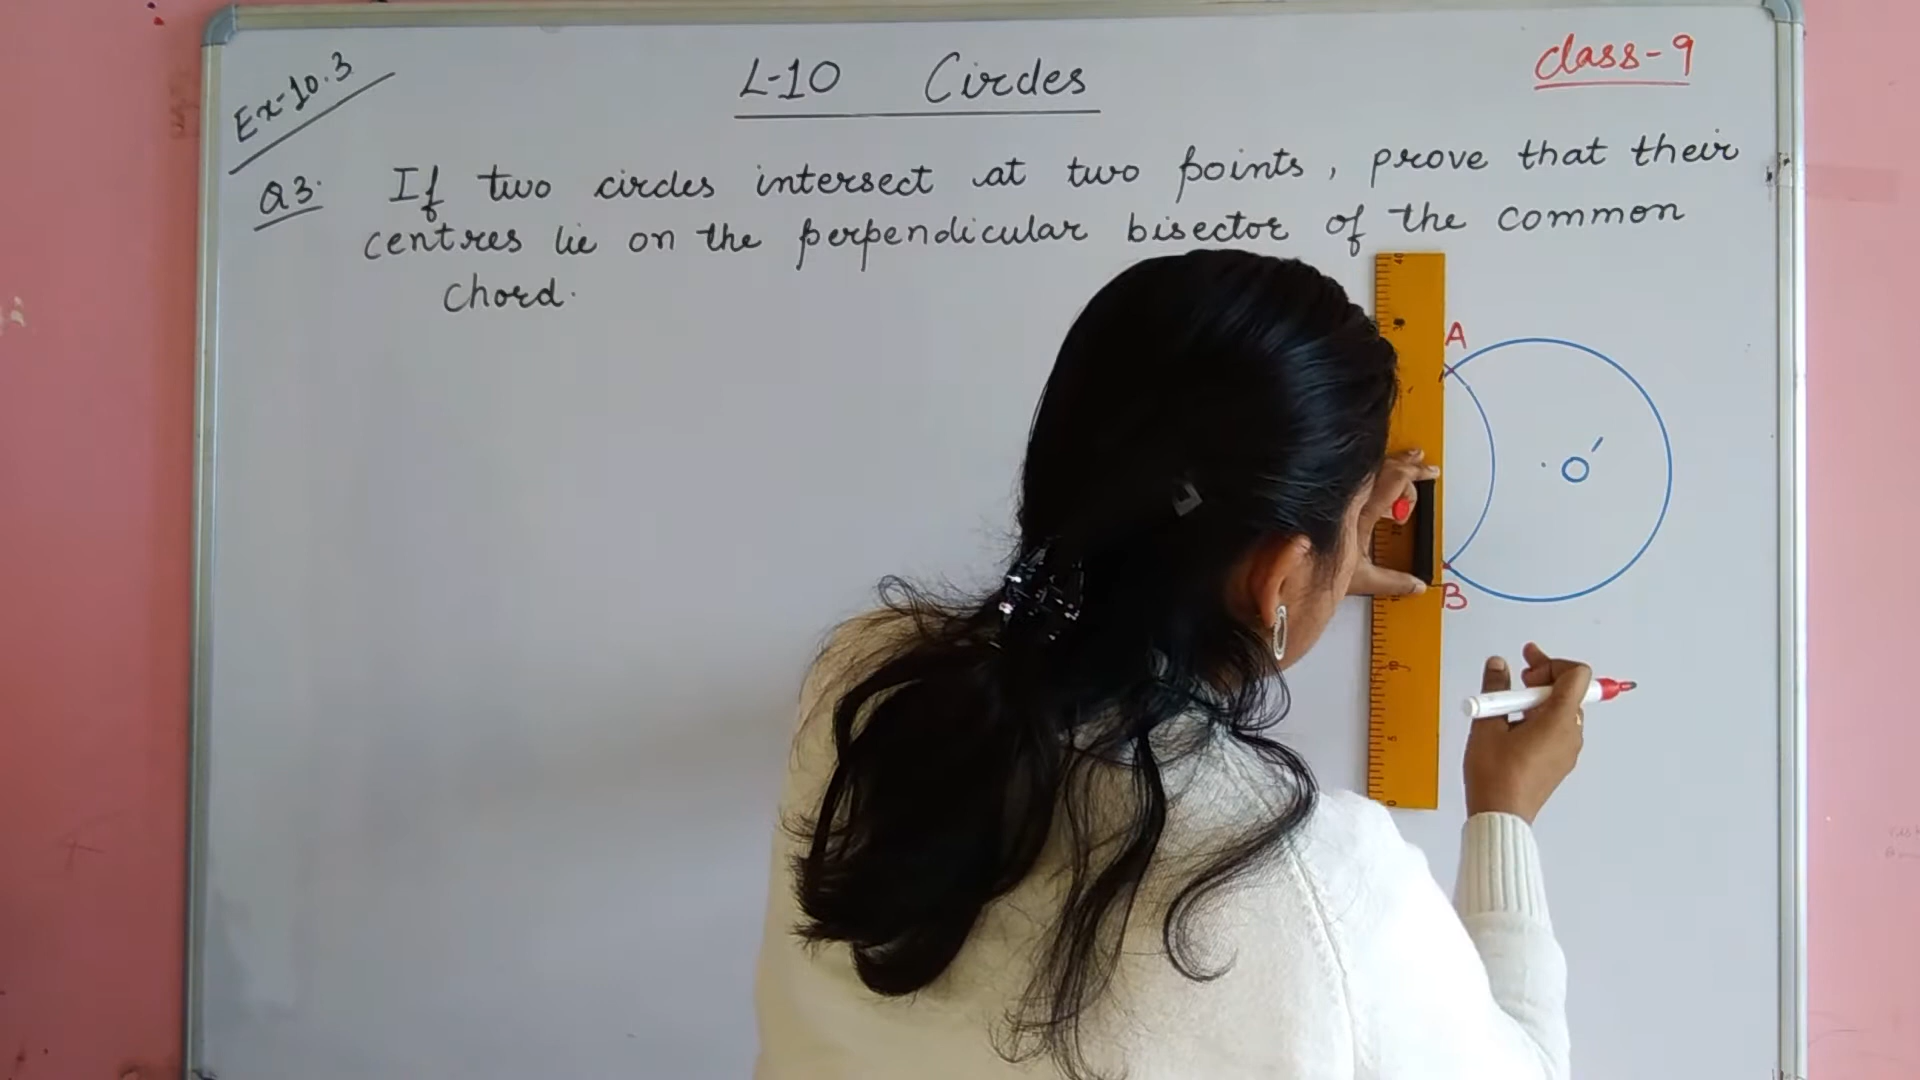 Ex-10.3
L-10 Circles
class-9
Q3. If two circles intersect at two points, prove that their
centres lie on the perpendicular bisector of the common
chord.
A
O′
B